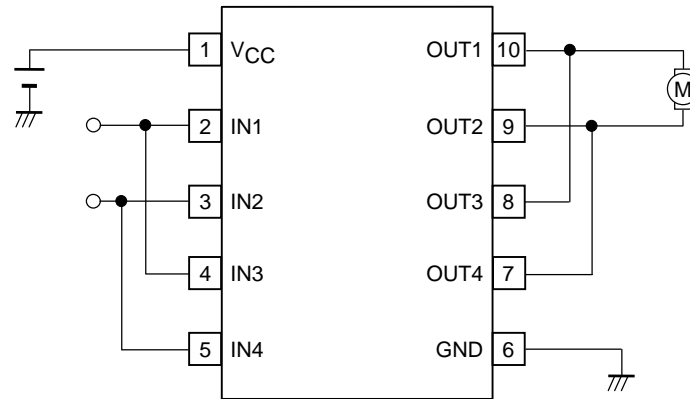 1 VCC OUT1 10
M
2 IN1 OUT2 9
3 IN2 OUT3 8
4 IN3 OUT4 7
5 IN4 GND 6